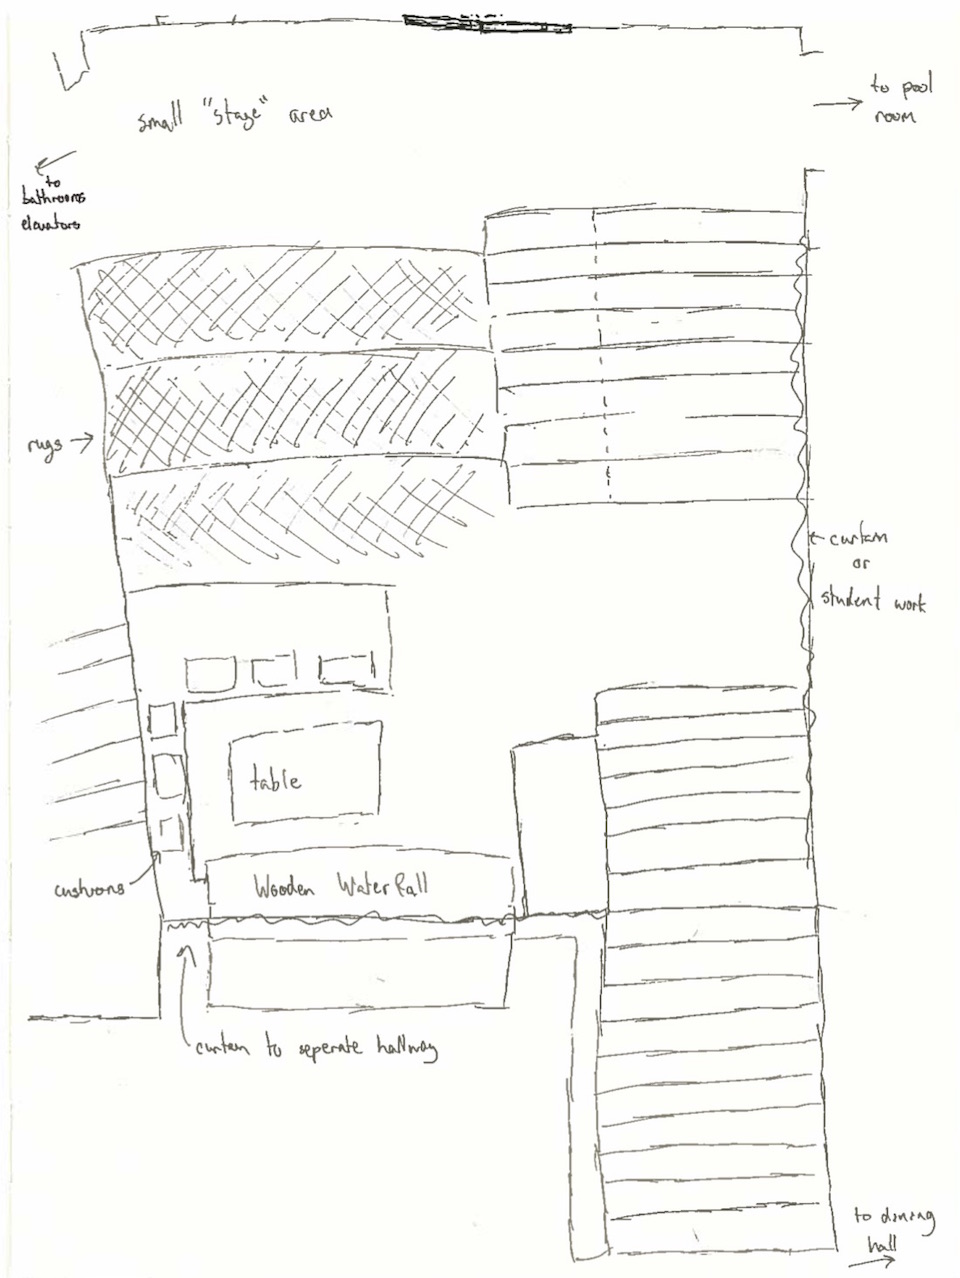 small "stage" area
to pool
room
to
bathrooms
elevators
rugs
curtain
or
student work
table
cushions
Wooden Waterfall
curtain to seperate hallway
to dining
hall